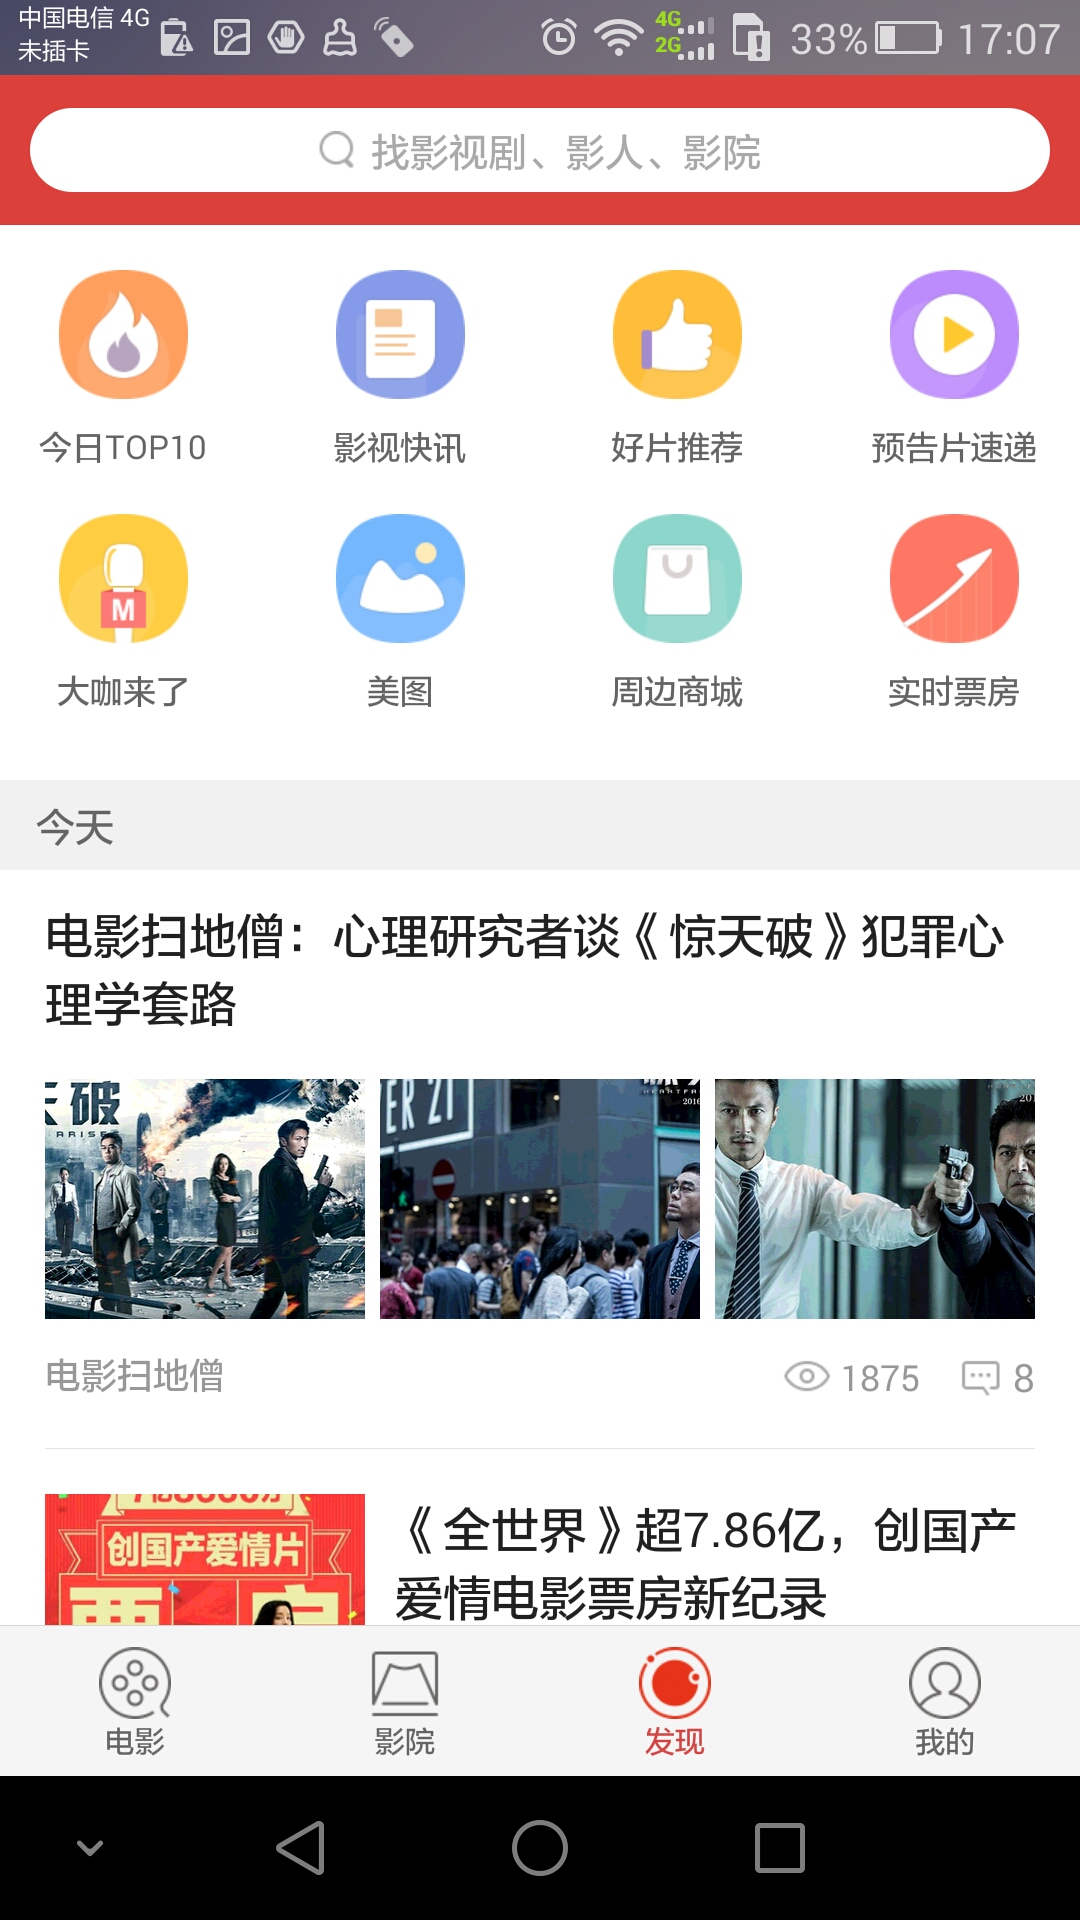 中国电信 4G
未插卡
4G
2G
33%
17:07
找影视剧、影人、影院
今日TOP10
影视快讯
好片推荐
预告片速递
M
大咖来了
美图
周边商城
实时票房
今天
电影扫地僧：心理研究者谈《惊天破》犯罪心
理学套路
破
ARISE
ER 21
HEARTFALL
2016
201
电影扫地僧
1875
8
创国产爱情片
《全世界》超7.86亿，创国产
爱情电影票房新纪录
电影
影院
发现
我的